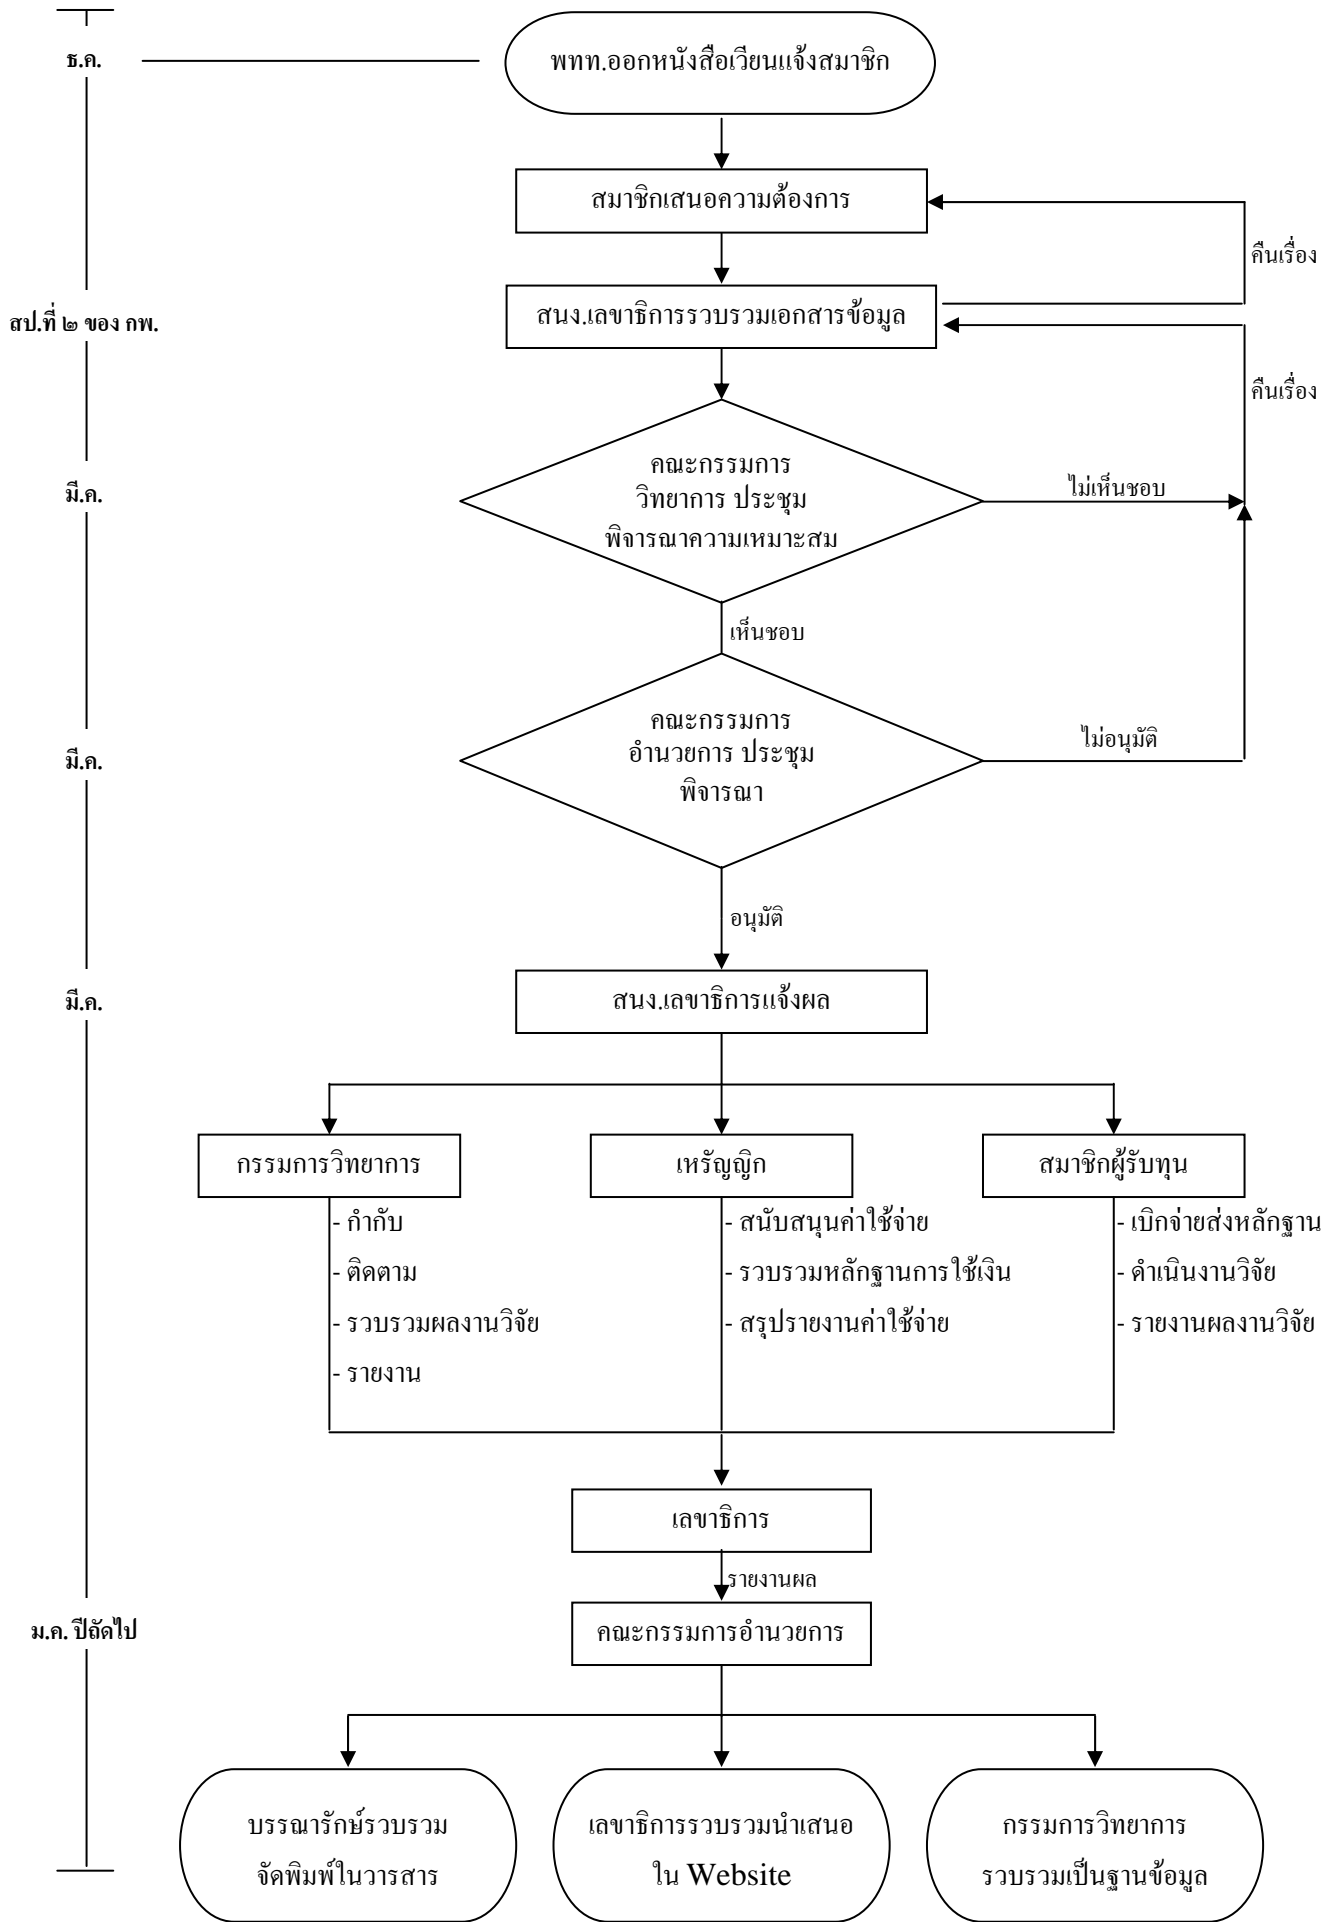 ธ.ค.
พทท.ออกหนังสือเวียนแจ้งสมาชิก
สมาชิกเสนอความต้องการ
คืนเรื่อง
สป.ที่ ๒ ของ กพ.
สนง.เลขาธิการรวบรวมเอกสารข้อมูล
คืนเรื่อง
มี.ค.
คณะกรรมการ
วิทยาการ ประชุม
พิจารณาความเหมาะสม
ไม่เห็นชอบ
เห็นชอบ
มี.ค.
คณะกรรมการ
อำนวยการ ประชุม
พิจารณา
ไม่อนุมัติ
อนุมัติ
มี.ค.
สนง.เลขาธิการแจ้งผล
กรรมการวิทยาการ
- กำกับ
- ติดตาม
- รวบรวมผลงานวิจัย
- รายงาน
เหรัญญิก
- สนับสนุนค่าใช้จ่าย
- รวบรวมหลักฐานการใช้เงิน
- สรุปรายงานค่าใช้จ่าย
สมาชิกผู้รับทุน
- เบิกจ่ายส่งหลักฐาน
- ดำเนินงานวิจัย
- รายงานผลงานวิจัย
เลขาธิการ
รายงานผล
ม.ค. ปีถัดไป
คณะกรรมการอำนวยการ
บรรณารักษ์รวบรวม
จัดพิมพ์ในวารสาร
เลขาธิการรวบรวมนำเสนอ
ใน Website
กรรมการวิทยาการ
รวบรวมเป็นฐานข้อมูล